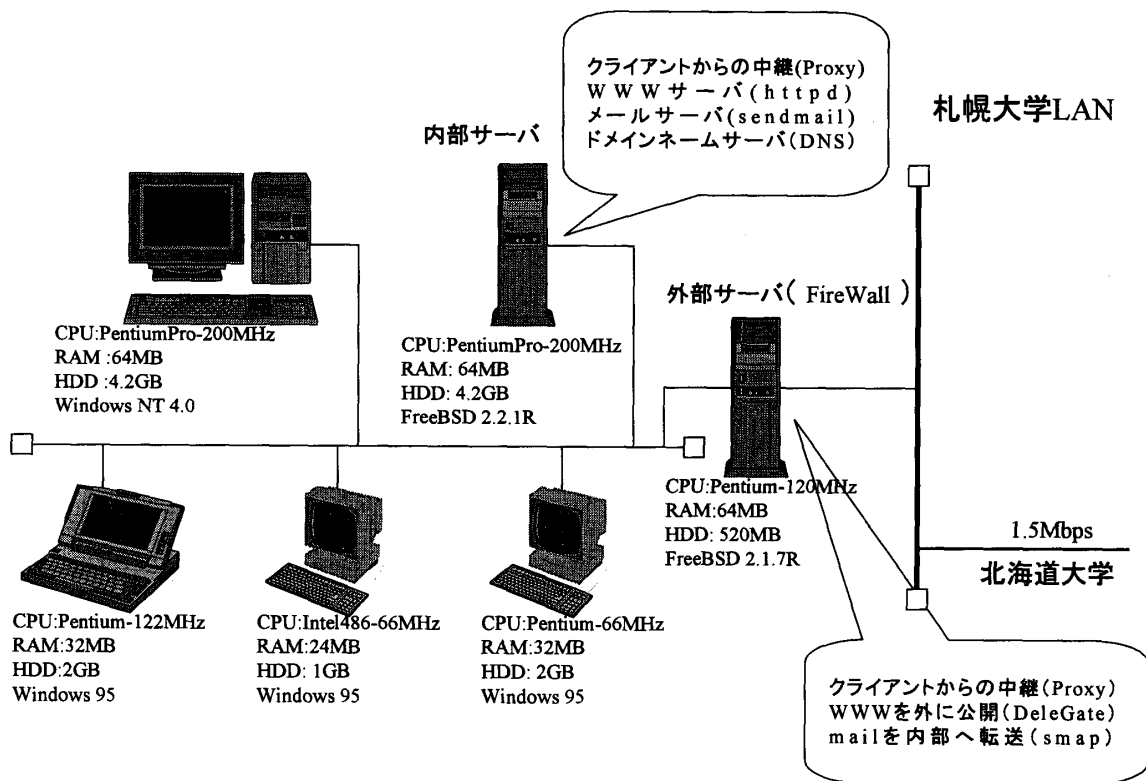 クライアントからの中継(Proxy)
WWWサーバ(httpd)
メールサーバ(sendmail)
ドメインネームサーバ(DNS)
札幌大学LAN
内部サーバ
外部サーバ( FireWall )
CPU:PentiumPro-200MHz
RAM :64MB
HDD :4.2GB
Windows NT 4.0
CPU:PentiumPro-200MHz
RAM: 64MB
HDD: 4.2GB
FreeBSD 2.2.1R
CPU:Pentium-120MHz
RAM:64MB
HDD: 520MB
FreeBSD 2.1.7R
1.5Mbps
北海道大学
CPU:Pentium-122MHz
RAM:32MB
HDD:2GB
Windows 95
CPU:Intel486-66MHz
RAM:24MB
HDD: 1GB
Windows 95
CPU:Pentium-66MHz
RAM:32MB
HDD: 2GB
Windows 95
クライアントからの中継(Proxy)
WWWを外に公開(DeleGate)
mailを内部へ転送(smap)